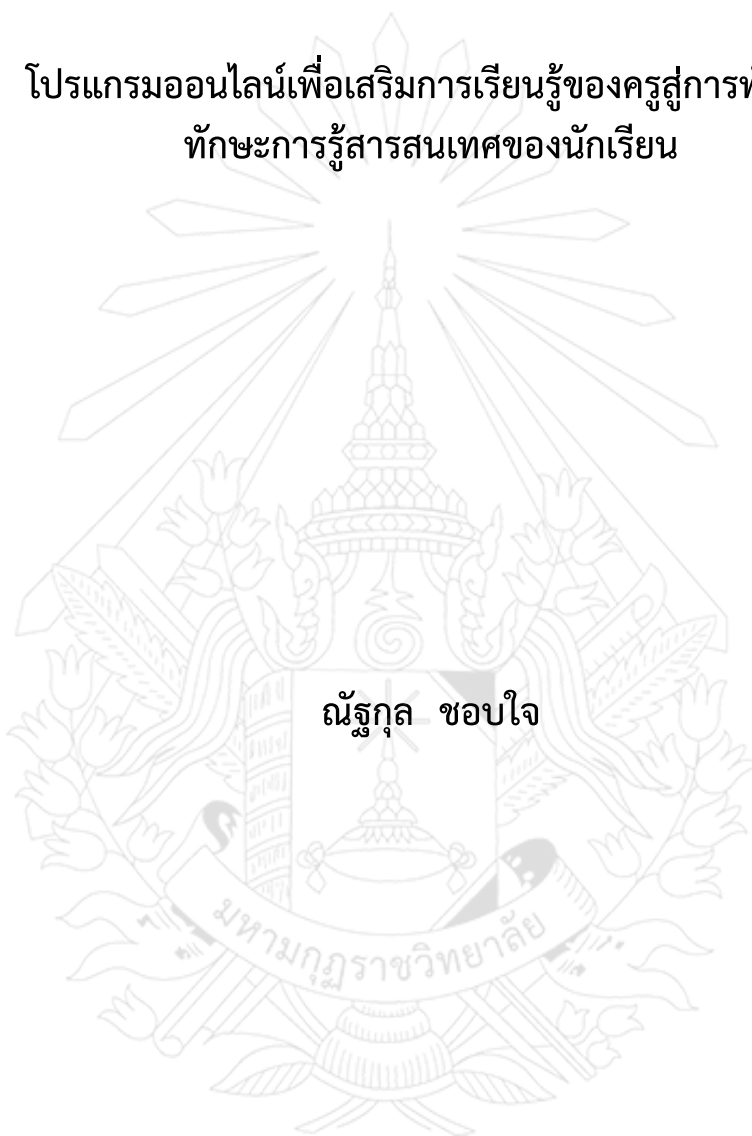 โปรแกรมออนไลน์เพื่อเสริมการเรียนรู้ของครูสู่การ
ทักษะการรู้สารสนเทศของนักเรียน
ณัฐกุล ชอบใจ
มหามกุฏราชวิทยาลัย